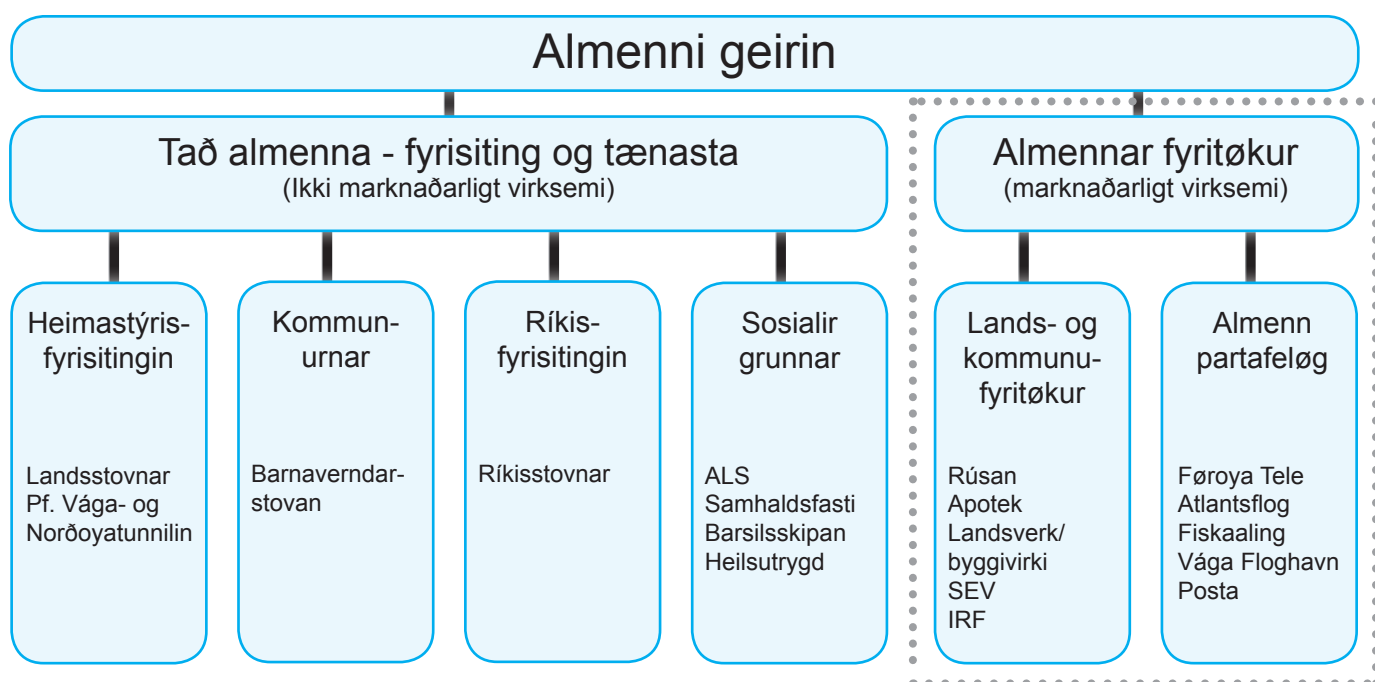 Almenni geirin
Tað almenna - fyrisiting og tænasta
(Ikki marknaðarligt virksemi)
Almennar fyritøkur
(marknaðarligt virksemi)
Heimastýris-
fyrisitingin
Landsstovnar
Pf. Vága- og
Norðoyatunnilin
Kommun-
urnar
Barnaverndar-
stovan
Ríkis-
fyrisitingin
Ríkisstovnar
Sosialir
grunnar
ALS
Samhaldsfasti
Barsilsskipan
Heilsutrygd
Lands- og
kommunu-
fyritøkur
Rúsan
Apotek
Landsverk/
byggivirki
SEV
IRF
Almenn
partafeløg
Føroya Tele
Atlantsflog
Fiskaaling
Vága Floghavn
Posta